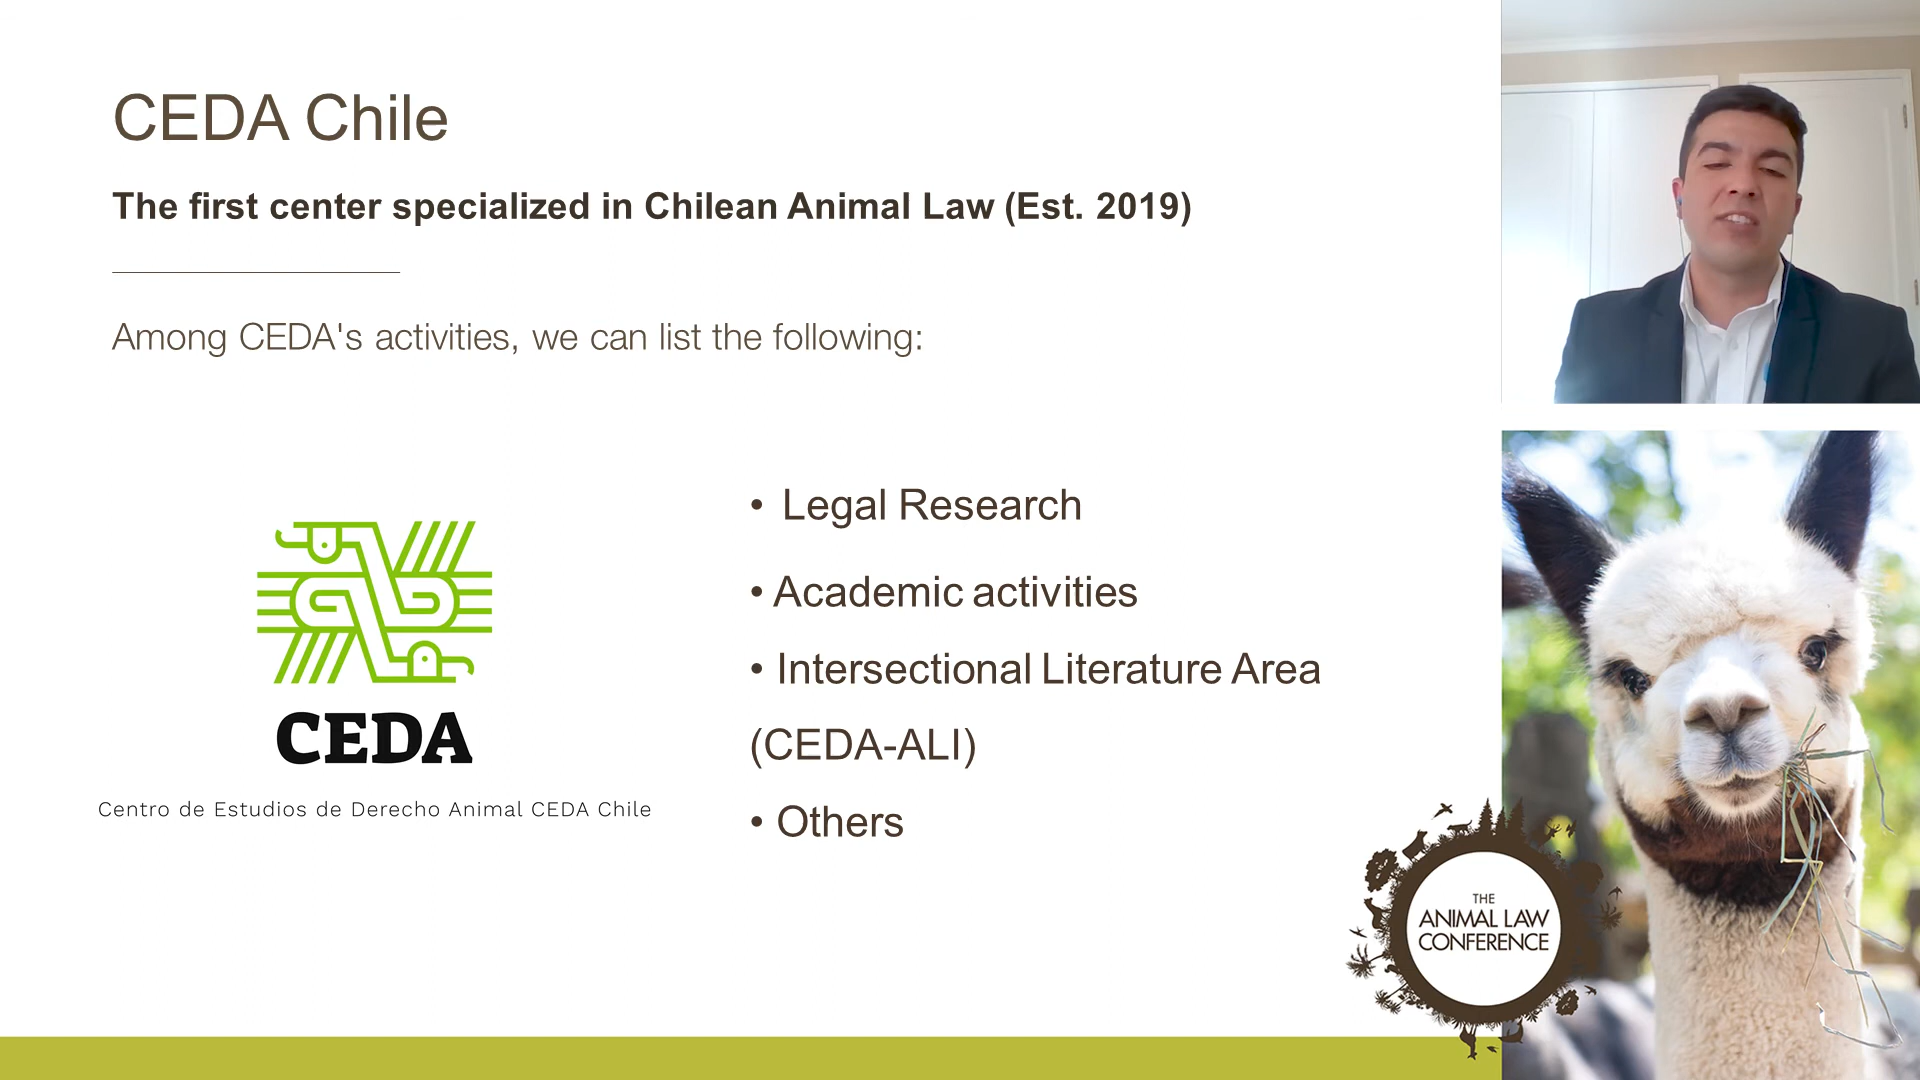 CEDA Chile
The first center specialized in Chilean Animal Law (Est. 2019)
Among CEDA's activities, we can list the following:
• Legal Research
• Academic activities
• Intersectional Literature Area
(CEDA-ALI)
• Others
CEDA
Centro de Estudios de Derecho Animal CEDA Chile
THE
ANIMAL LAW
CONFERENCE